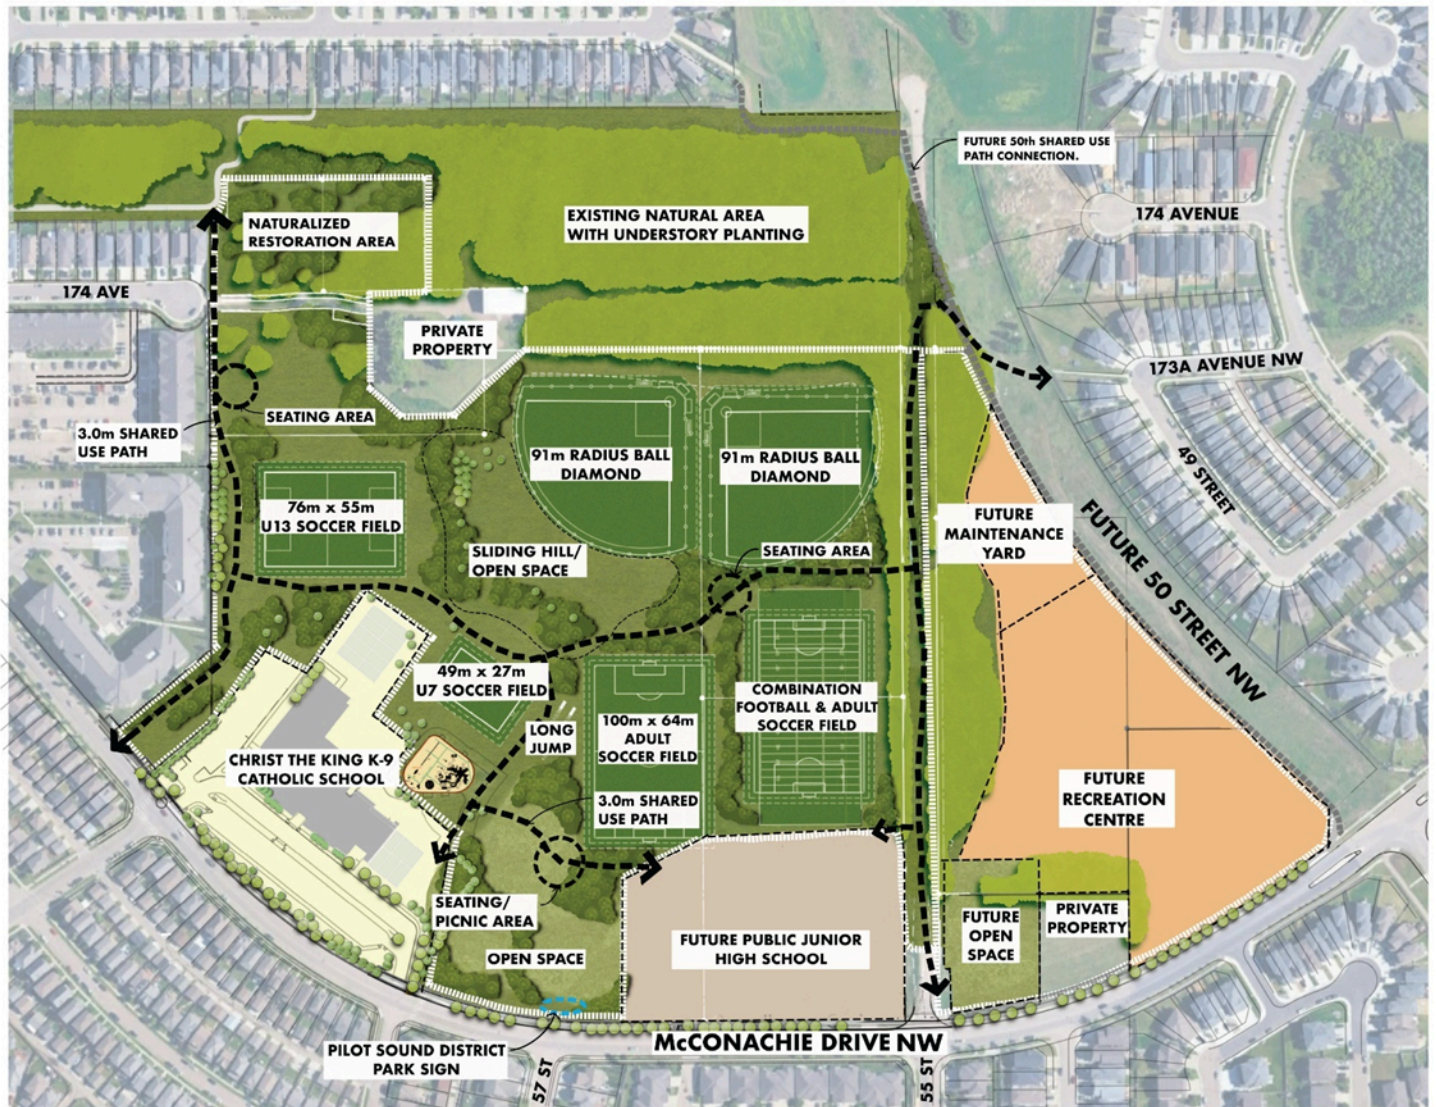 FUTURE 50th SHARED USE
PATH CONNECTION.
NATURALIZED
RESTORATION AREA
EXISTING NATURAL AREA
WITH UNDERSTORY PLANTING
174 AVENUE
174 AVE
PRIVATE
PROPERTY
173A AVENUE NW
SEATING AREA
3.0m SHARED
USE PATH
91m RADIUS BALL
DIAMOND
91m RADIUS BALL
DIAMOND
49 STREET
76m x 55m
U13 SOCCER FIELD
FUTURE
MAINTENANCE
YARD
FUTURE 50 STREET NW
SLIDING HILL/
OPEN SPACE
SEATING AREA
49m x 27m
U7 SOCCER FIELD
COMBINATION
FOOTBALL & ADULT
SOCCER FIELD
LONG
JUMP
100m x 64m
ADULT
SOCCER FIELD
CHRIST THE KING K-9
CATHOLIC SCHOOL
FUTURE
RECREATION
CENTRE
3.0m SHARED
USE PATH
SEATING/
PICNIC AREA
FUTURE
OPEN
SPACE
PRIVATE
PROPERTY
OPEN SPACE
FUTURE PUBLIC JUNIOR
HIGH SCHOOL
PILOT SOUND DISTRICT
PARK SIGN
McCONACHIE DRIVE NW
57 ST
55 ST